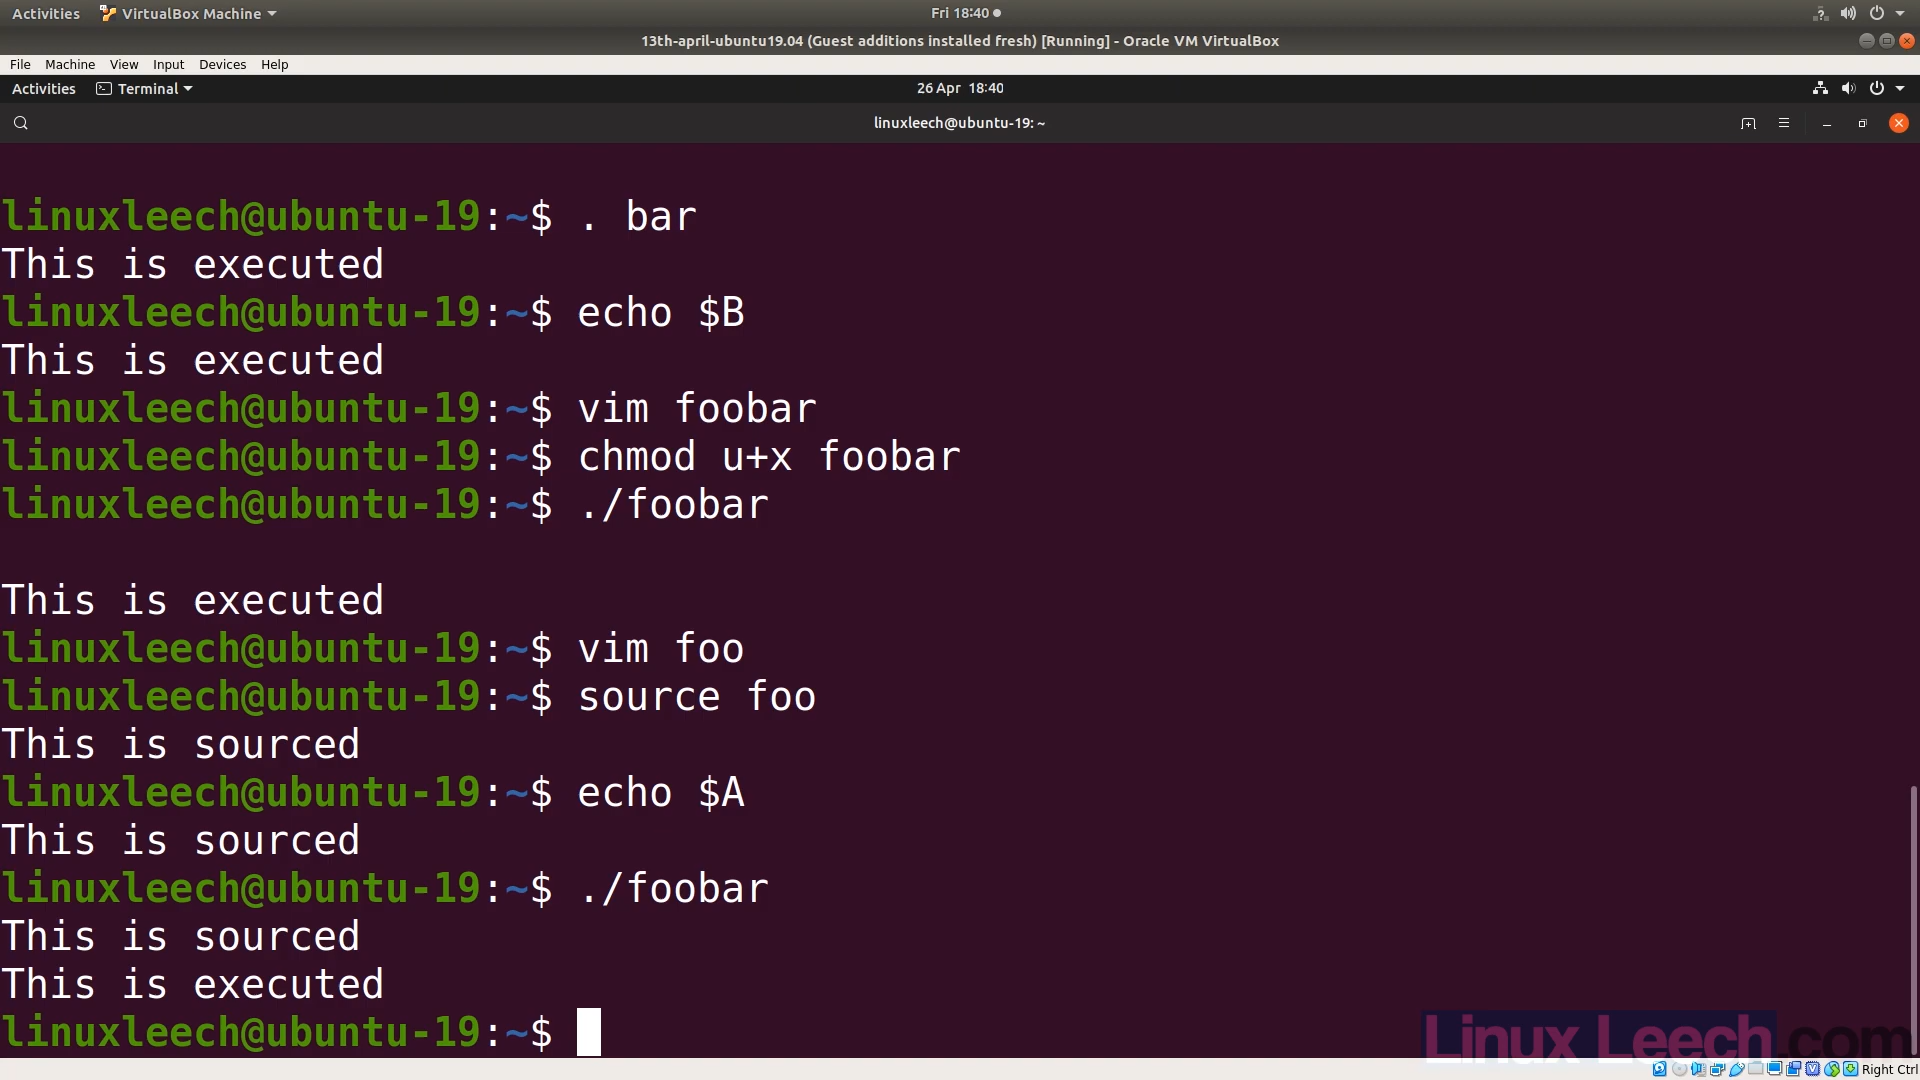 Activities VirtualBox Machine Fri 18:40
13th-april-ubuntu19.04 (Guest additions installed fresh) [Running] - Oracle VM VirtualBox
File Machine View Input Devices Help
Activities Terminal 26 Apr 18:40
linuxleech@ubuntu-19: ~
linuxleech@ubuntu-19:~$ . bar
This is executed
linuxleech@ubuntu-19:~$ echo $B
This is executed
linuxleech@ubuntu-19:~$ vim foobar
linuxleech@ubuntu-19:~$ chmod u+x foobar
linuxleech@ubuntu-19:~$ ./foobar
This is executed
linuxleech@ubuntu-19:~$ vim foo
linuxleech@ubuntu-19:~$ source foo
This is sourced
linuxleech@ubuntu-19:~$ echo $A
This is sourced
linuxleech@ubuntu-19:~$ ./foobar
This is sourced
This is executed
linuxleech@ubuntu-19:~$
Linux Leech.com
Right Ctrl